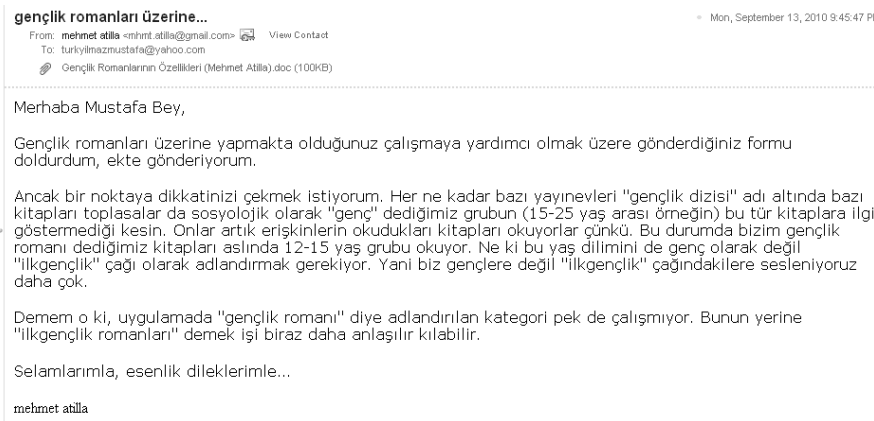 gençlik romanları üzerine...
Mon, September 13, 2010 9:45:47 P
From: mehmet atilla <mhmt.atilla@gmail.com> View Contact
To: turkyilmazmustafa@yahoo.com
Gençlik Romanlarının Özellikleri (Mehmet Atilla).doc (100KB)
Merhaba Mustafa Bey,
Gençlik romanları üzerine yapmakta olduğunuz çalışmaya yardımcı olmak üzere gönderdiğiniz formu
doldurdum, ekte gönderiyorum.
Ancak bir noktaya dikkatinizi çekmek istiyorum. Her ne kadar bazı yayınevleri "gençlik dizisi" adı altında bazı
kitapları toplasalar da sosyolojik olarak "genç" dediğimiz grubun (15-25 yaş arası örneğin) bu tür kitaplara ilgi
göstermediği kesin. Onlar artık erişkinlerin okudukları kitapları okuyorlar çünkü. Bu durumda bizim gençlik
romanı dediğimiz kitapları aslında 12-15 yaş grubu okuyor. Ne ki bu yaş dilimini de genç olarak değil
"ilkgençlik" çağı olarak adlandırmak gerekiyor. Yani biz gençlere değil "ilkgençlik" çağındakilere sesleniyoruz
daha çok.
Demem o ki, uygulamada "gençlik romanı" diye adlandırılan kategori pek de çalışmıyor. Bunun yerine
"ilkgençlik romanları" demek işi biraz daha anlaşılır kılabilir.
Selamlarımla, esenlik dileklerimle...
mehmet atilla